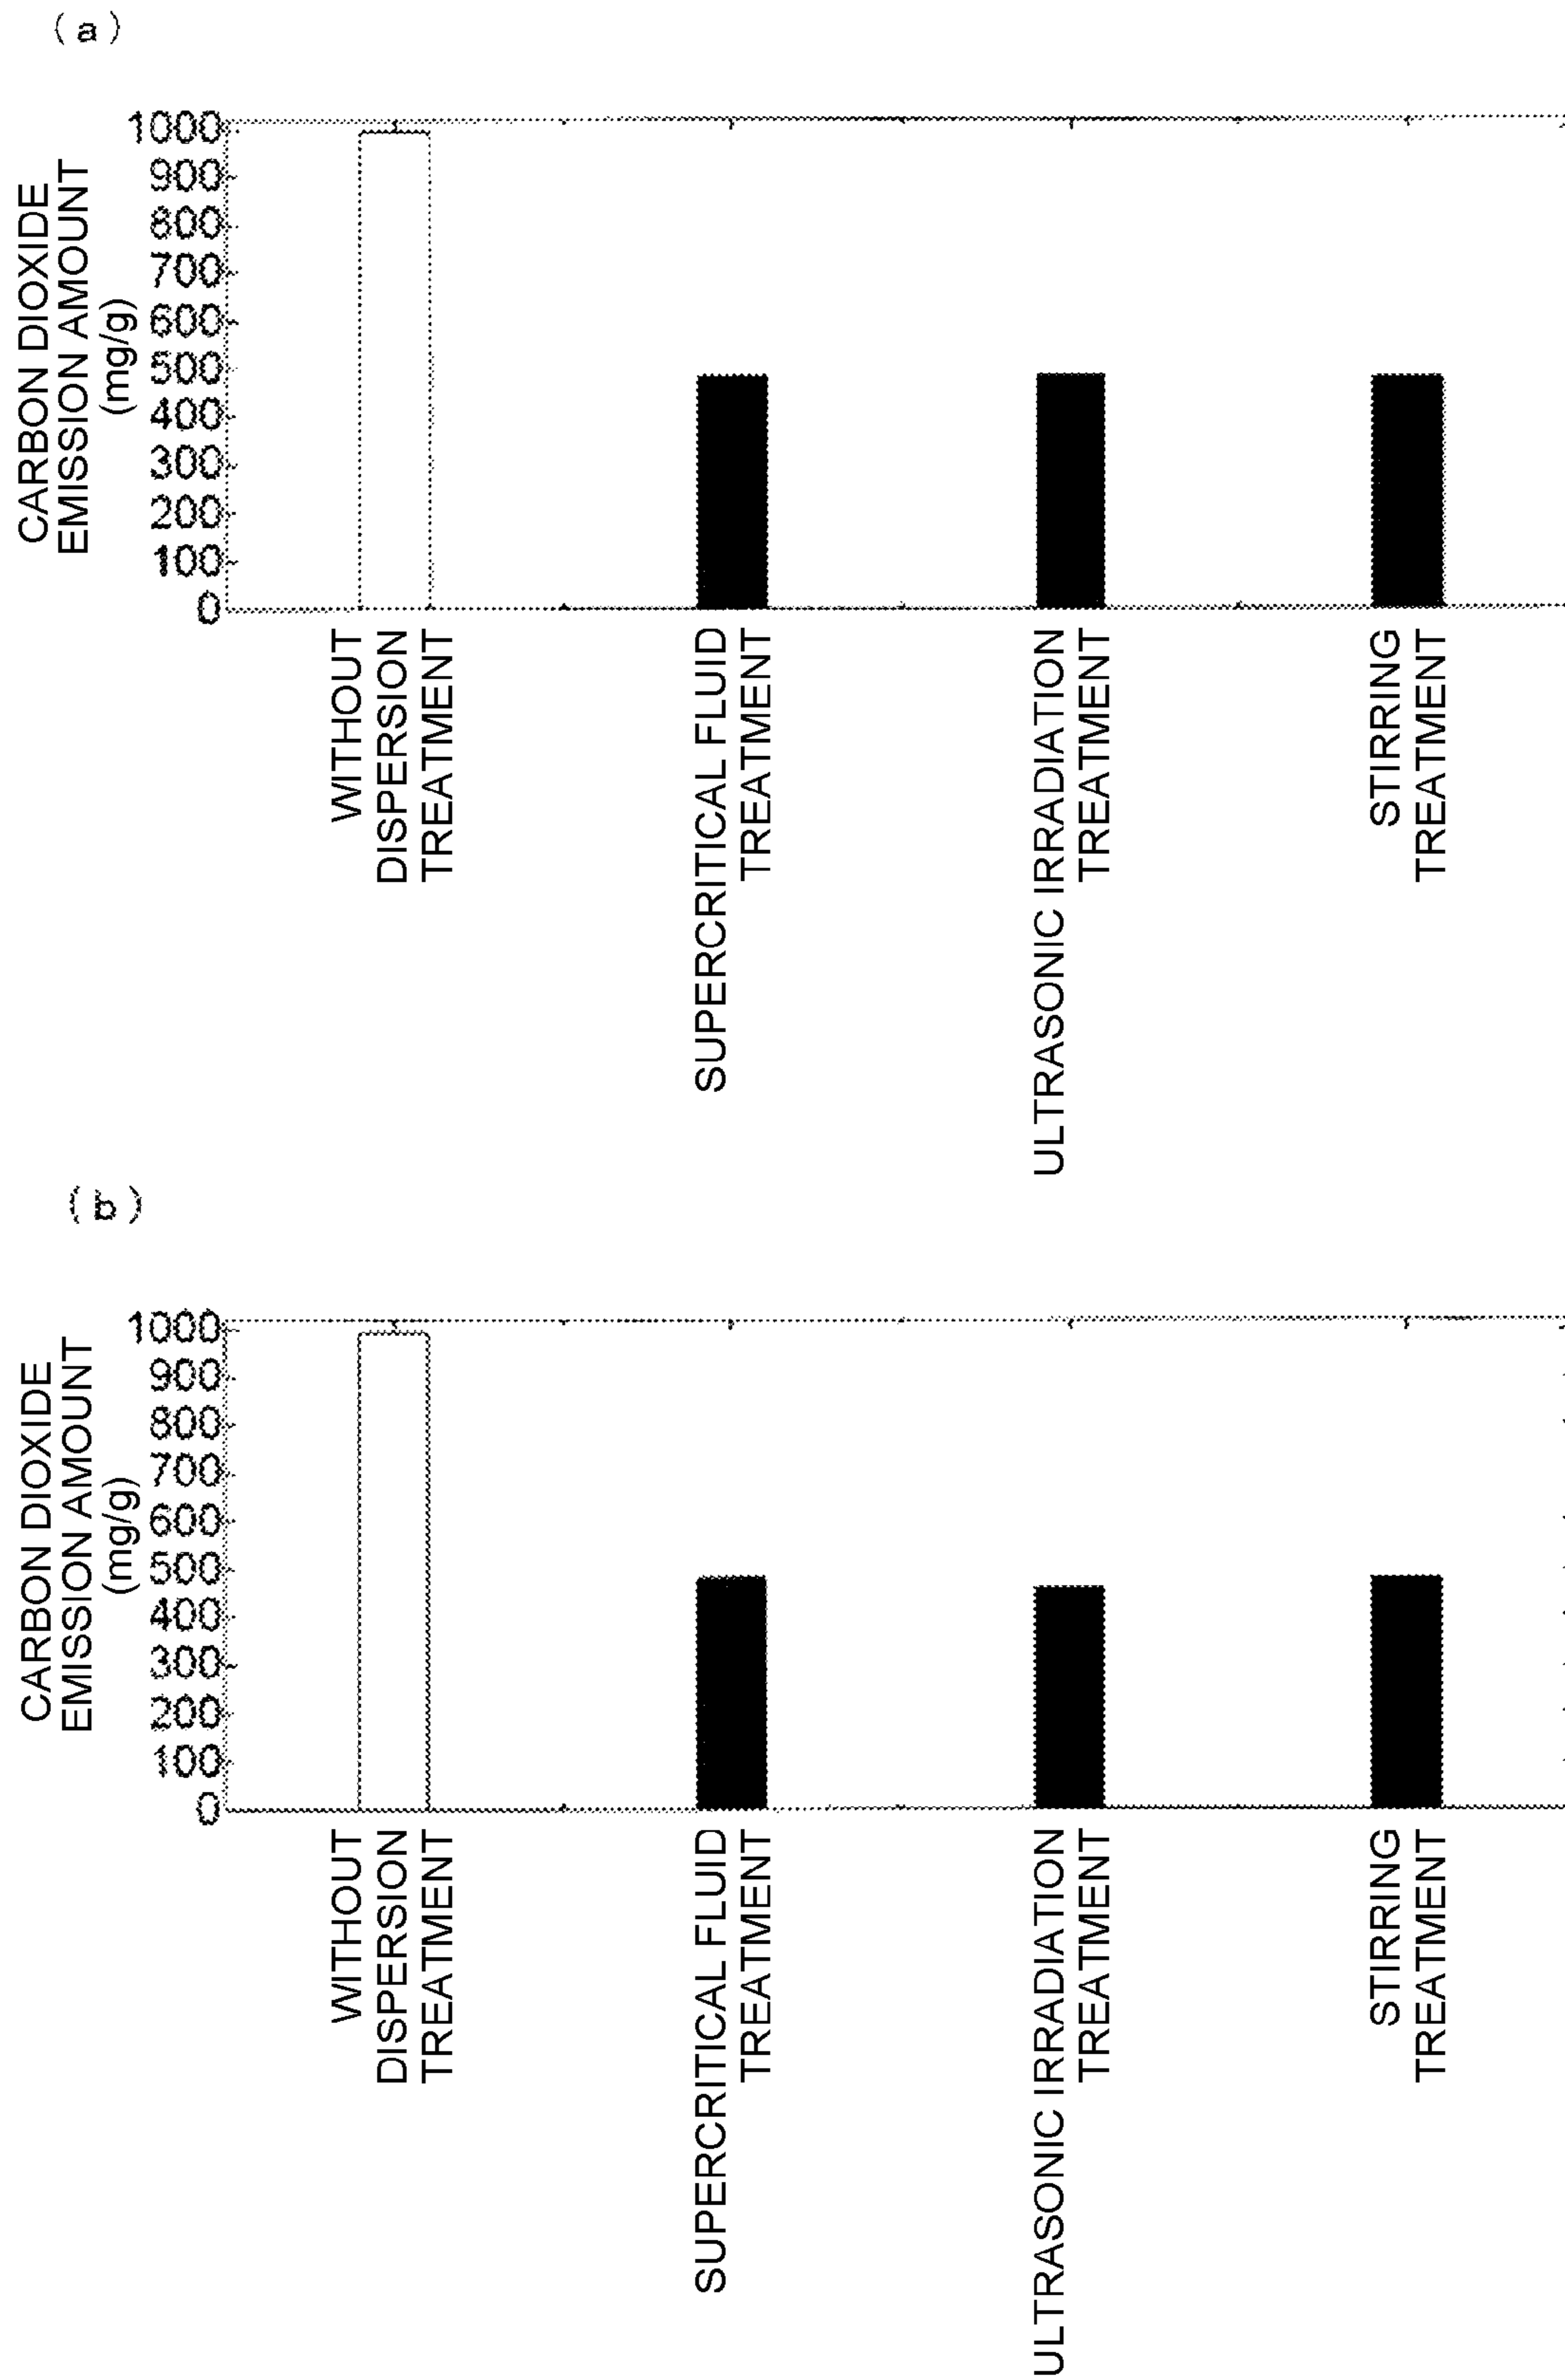 (a)
CARBON DIOXIDE
EMISSION AMOUNT
(mg/g)
1000
900
800
700
600
500
400
300
200
100
0
WITHOUT
DISPERSION
TREATMENT
SUPERCRITICAL FLUID
TREATMENT
ULTRASONIC IRRADIATION
TREATMENT
STIRRING
TREATMENT
(b)
CARBON DIOXIDE
EMISSION AMOUNT
(mg/g)
1000
900
800
700
600
500
400
300
200
100
0
WITHOUT
DISPERSION
TREATMENT
SUPERCRITICAL FLUID
TREATMENT
ULTRASONIC IRRADIATION
TREATMENT
STIRRING
TREATMENT